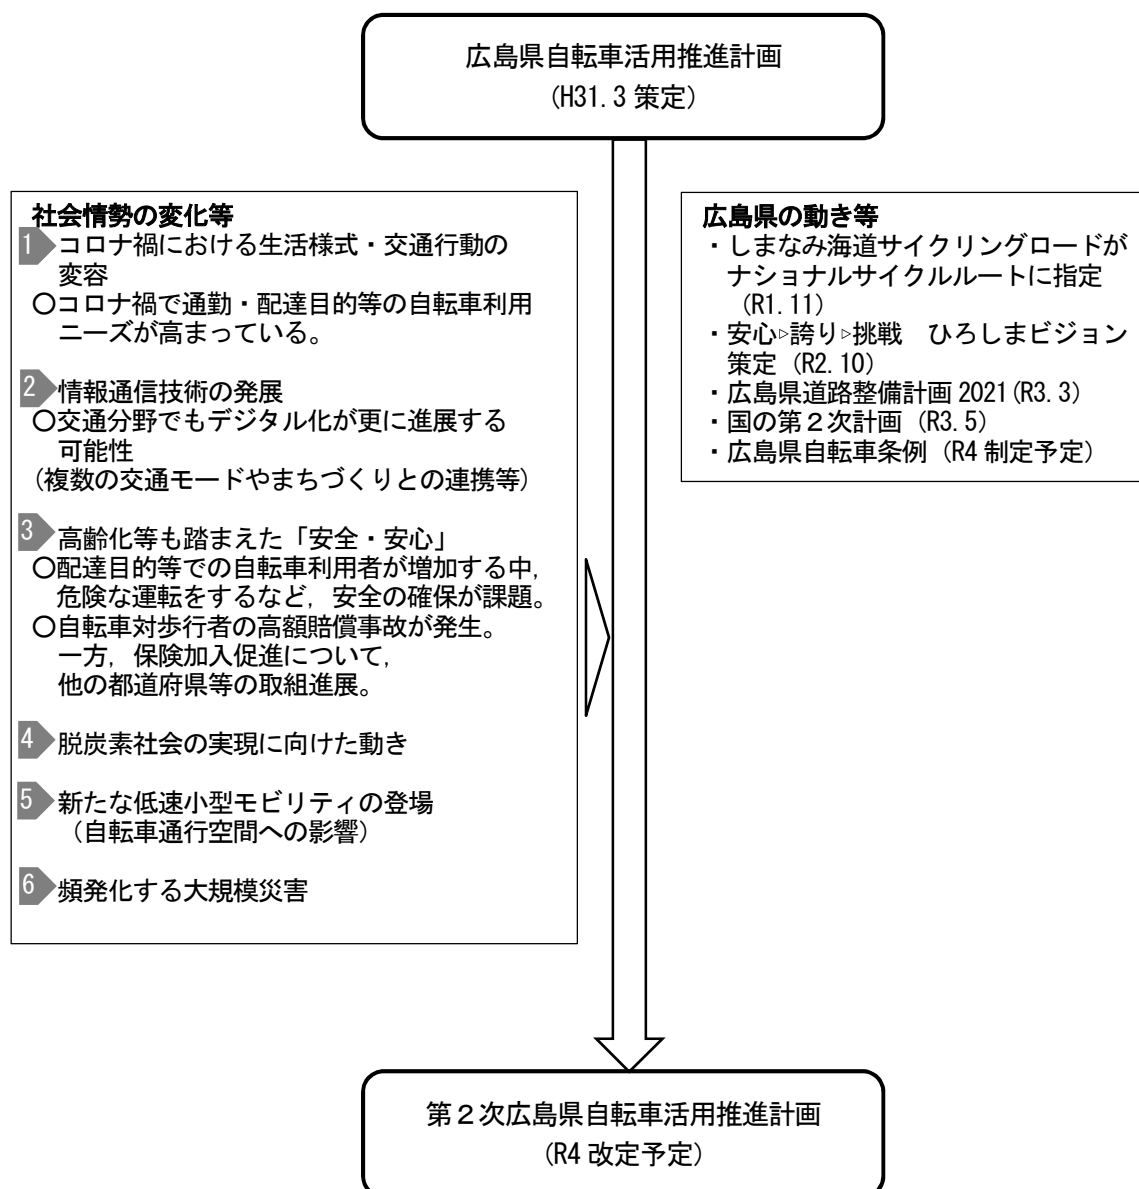 広島県自転車活用推進計画
(H31.3 策定)
社会情勢の変化等
1 コロナ禍における生活様式・交通行動の
変容
〇コロナ禍で通勤・配達目的等の自転車利用
ニーズが高まっている。
2 情報通信技術の発展
〇交通分野でもデジタル化が更に進展する
可能性
(複数の交通モードやまちづくりとの連携等)
3 高齢化等も踏まえた「安全・安心」
〇配達目的等での自転車利用者が増加する中，
危険な運転をするなど，安全の確保が課題。
〇自転車対歩行者の高額賠償事故が発生。
一方，保険加入促進について，
他の都道府県等の取組進展。
4 脱炭素社会の実現に向けた動き
5 新たな低速小型モビリティの登場
（自転車通行空間への影響）
6 頻発化する大規模災害
広島県の動き等
・しまなみ海道サイクリングロードが
ナショナルサイクルルートに指定
(R1.11)
・安心▹誇り▹挑戦　ひろしまビジョン
策定 (R2.10)
・広島県道路整備計画 2021(R3.3)
・国の第２次計画 (R3.5)
・広島県自転車条例 (R4 制定予定)
第２次広島県自転車活用推進計画
(R4 改定予定)